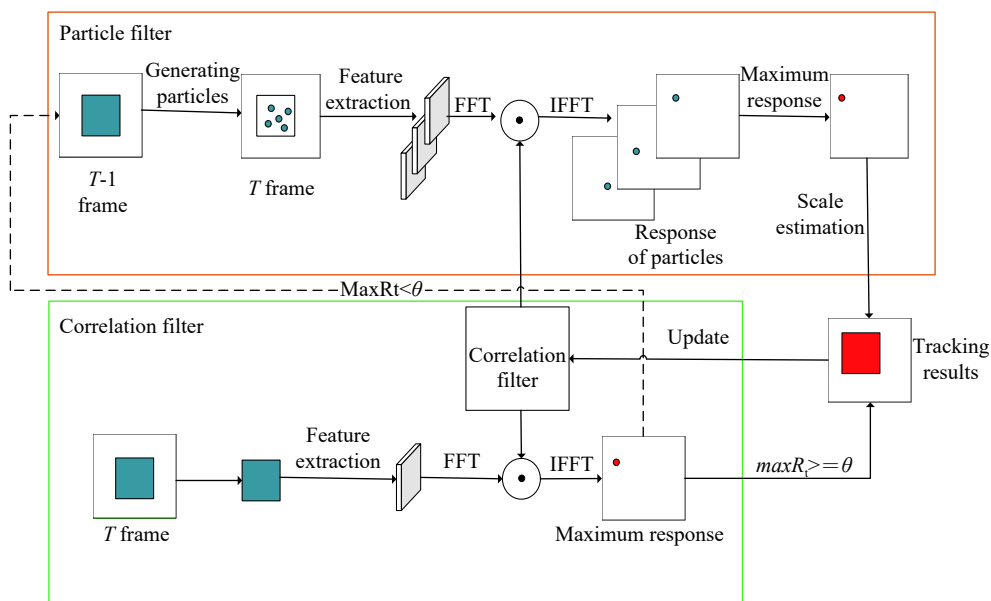 Particle filter
Generating
particles
Feature
extraction
FFT
IFFT
Maximum
response
T-1
frame
T frame
Response
of particles
Scale
estimation
MaxRt<θ
Correlation filter
Correlation
filter
Update
Tracking
results
Feature
extraction
FFT
IFFT
maxRt>=θ
T frame
Maximum response